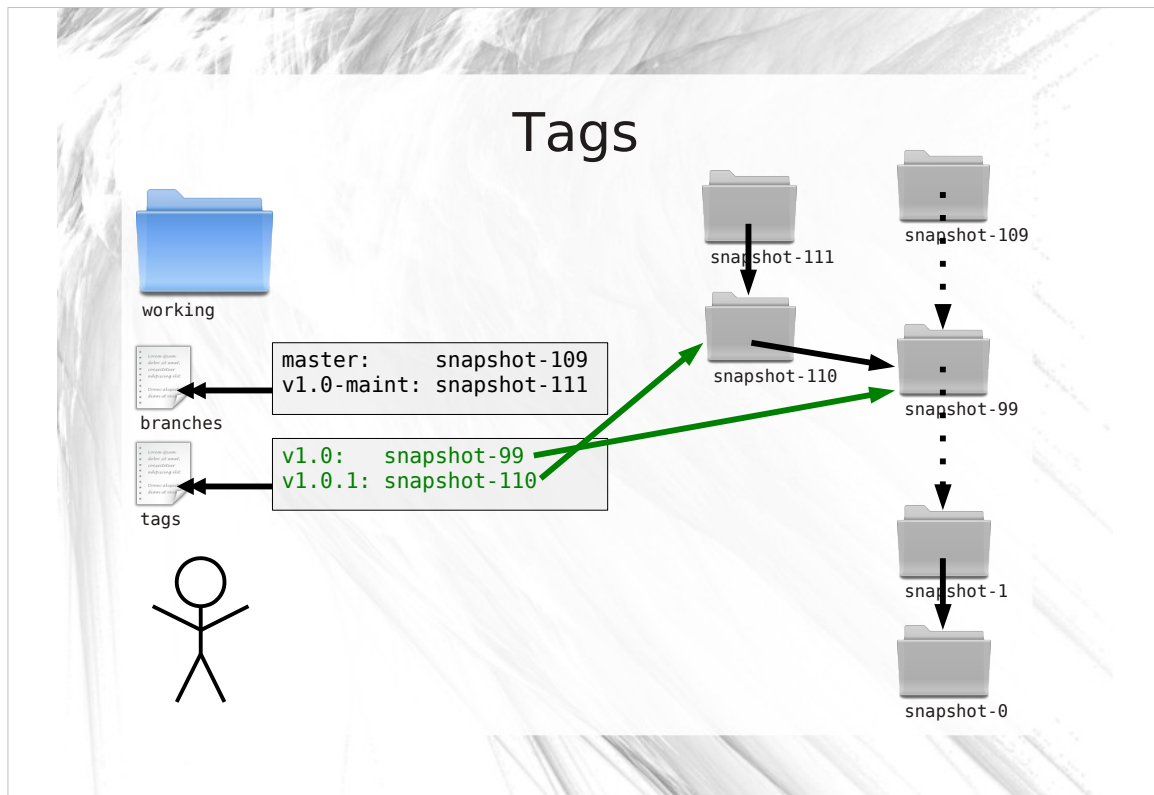 Tags
working
branches
tags
master: snapshot-109
v1.0-maint: snapshot-111
v1.0: snapshot-99
v1.0.1: snapshot-110
snapshot-111
snapshot-110
snapshot-109
snapshot-99
snapshot-1
snapshot-0